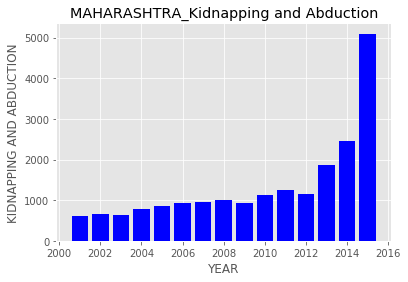 MAHARASHTRA_Kidnapping and Abduction
KIDNAPPING AND ABDUCTION
5000
4000
3000
2000
1000
0
2000 2002 2004 2006 2008 2010 2012 2014 2016
YEAR